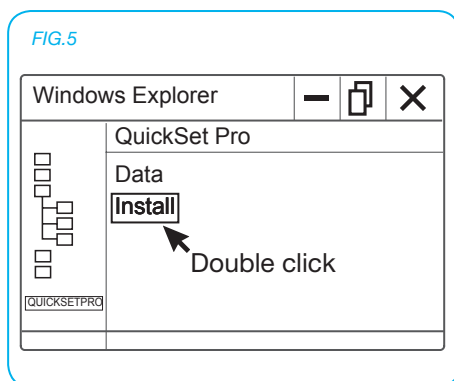 FIG.5
Windows Explorer
QuickSet Pro
Data
Install
Double click
QUICKSETPRO